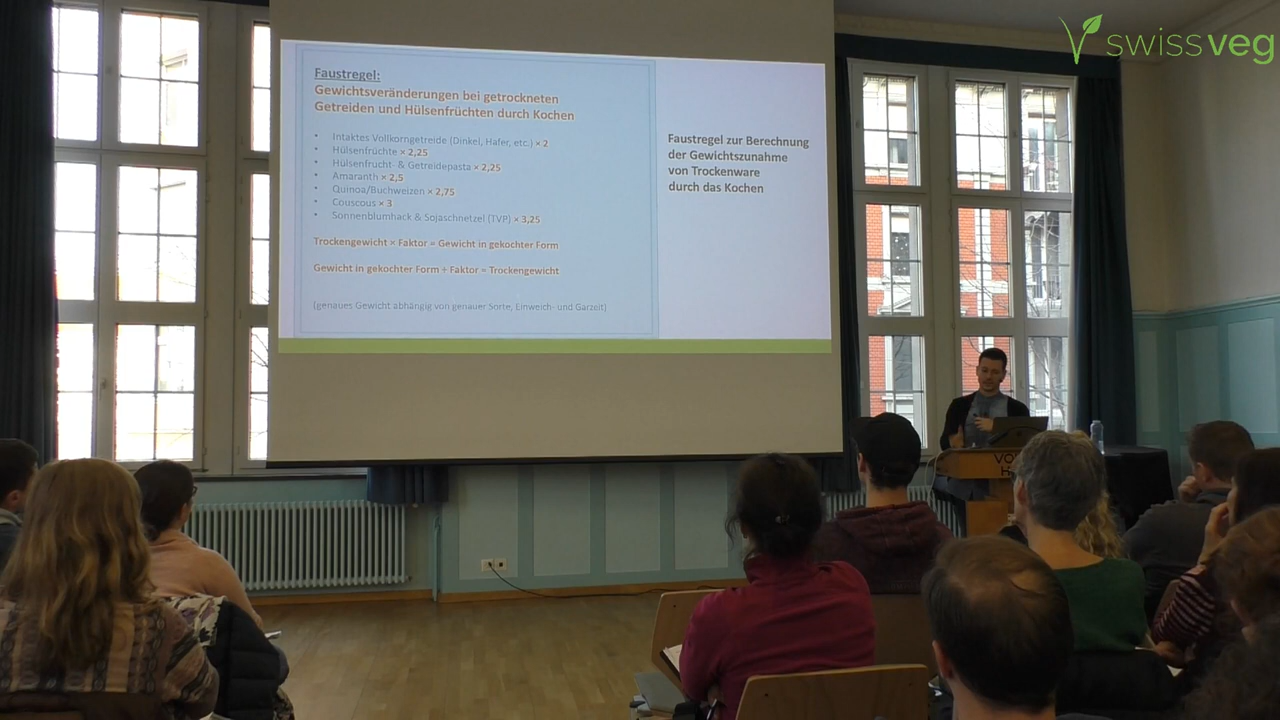 swissveg
Faustregel:
Gewichtsveränderungen bei getrockneten
Getreiden und Hülsenfrüchten durch Kochen
• Intaktes Vollkorngetreide (Dinkel, Hafer, etc.) × 2
• Hülsenfrüchte × 2,25
• Hülsenfrucht- & Getreidepasta × 2,25
• Amaranth × 2,5
• Quinoa/Buchweizen × 2,75
• Couscous × 3
• Sonnenblumhack & Sojaschnetzel (TVP) × 3,25
Trockengewicht × Faktor = Gewicht in gekochter Form
Gewicht in gekochter Form ÷ Faktor = Trockengewicht
(genaues Gewicht abhängig von genauer Sorte, Einweich- und Garzeit)
Faustregel zur Berechnung
der Gewichtszunahme
von Trockenware
durch das Kochen